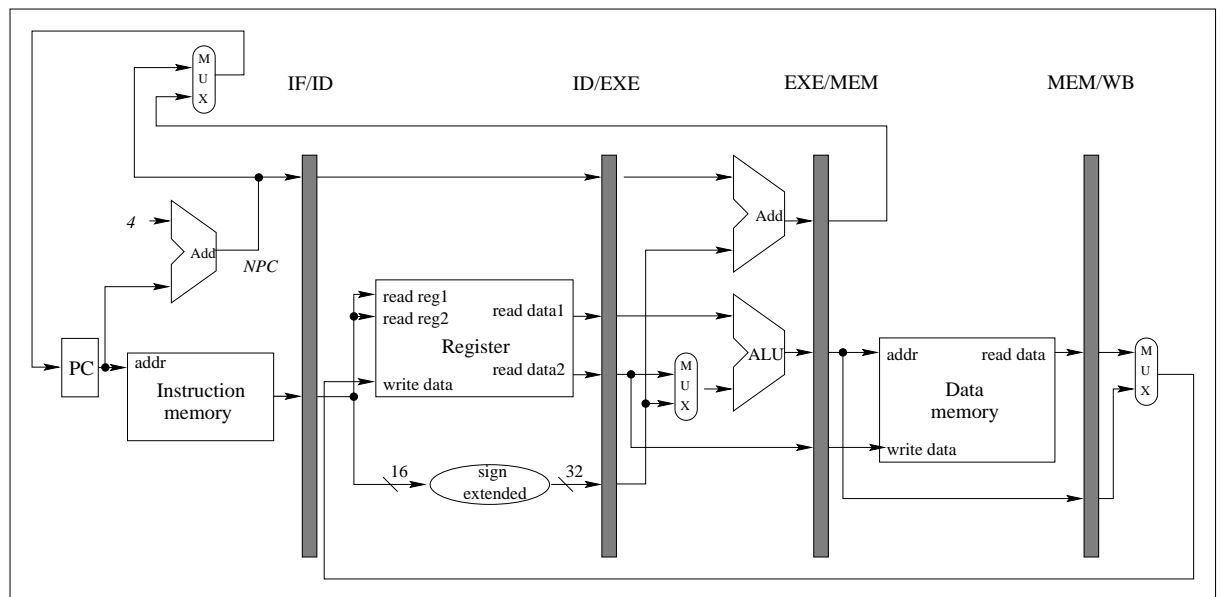 M
U
X
IF/ID
ID/EXE
EXE/MEM
MEM/WB
4
Add
NPC
Add
read reg1
read reg2
read data1
Register
read data2
write data
ALU
M
U
X
PC
addr
Instruction
memory
addr
read data
Data
memory
write data
M
U
X
16
sign
extended
32